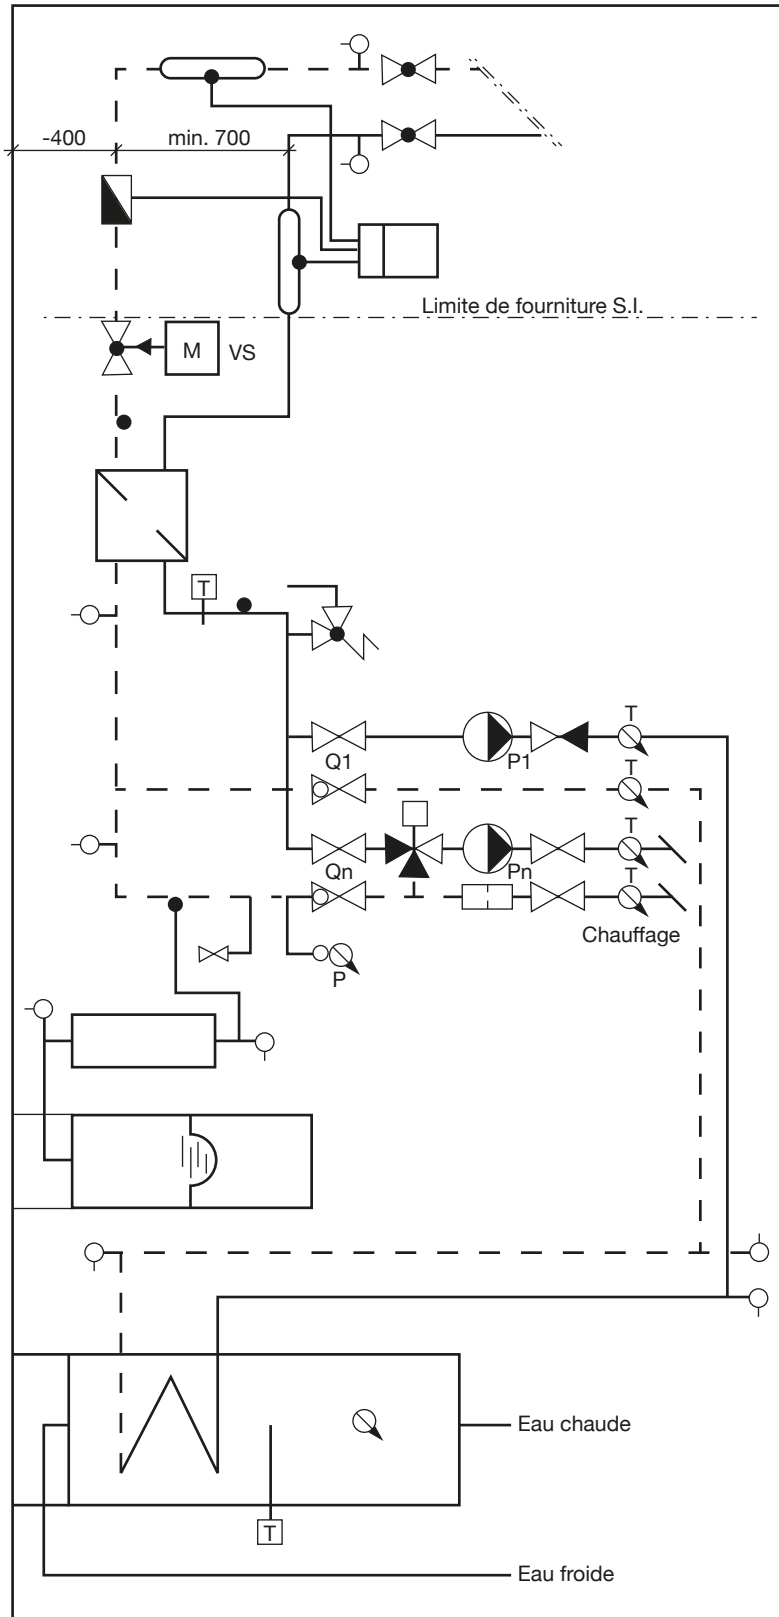 -400
min. 700
Limite de fourniture S.I.
M
VS
T
T
Q1
P1
T
T
Qn
Pn
T
Chauffage
P
Eau chaude
T
Eau froide